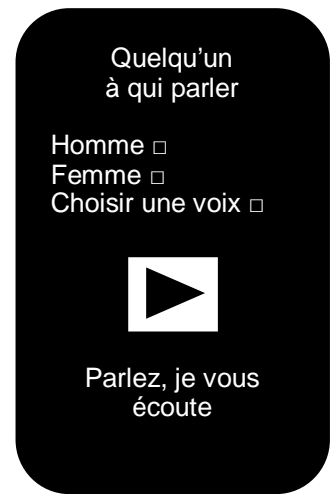 Quelqu’un
à qui parler
Homme □
Femme □
Choisir une voix □
Parlez, je vous
écoute